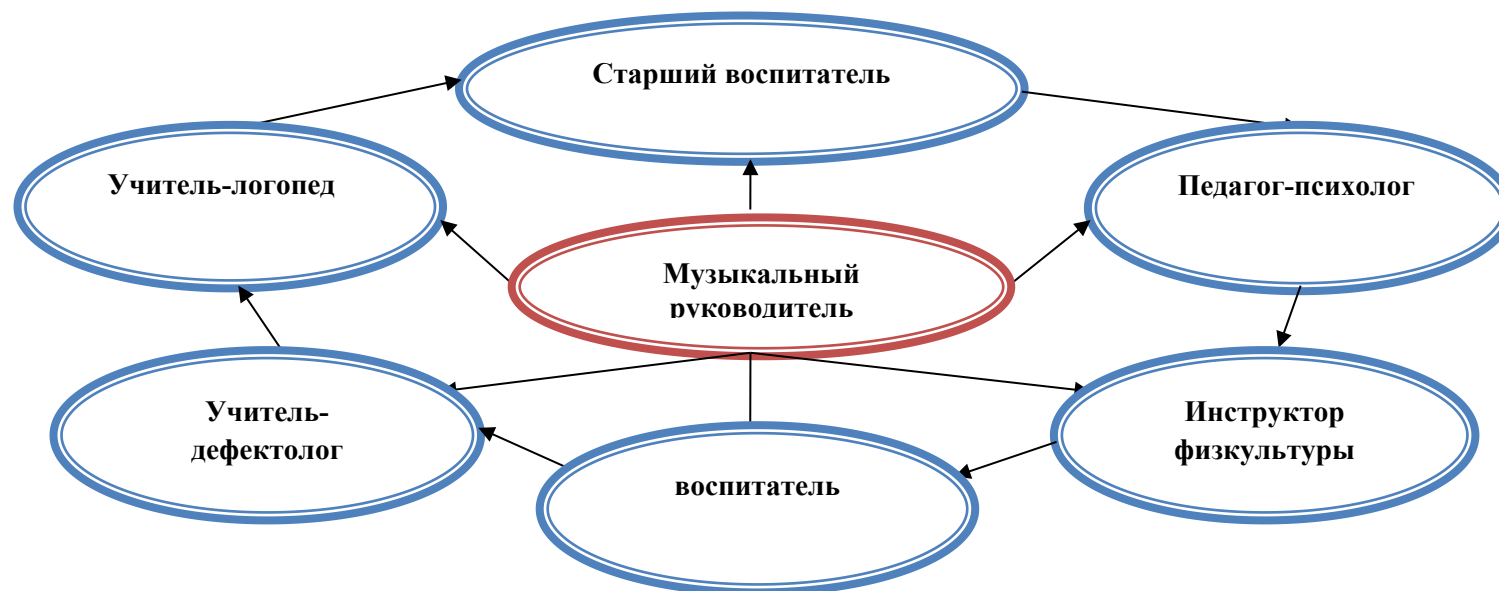 Старший воспитатель
Учитель-логопед
Педагог-психолог
Музыкальный
руководитель
Учитель-
дефектолог
Инструктор
физкультуры
воспитатель